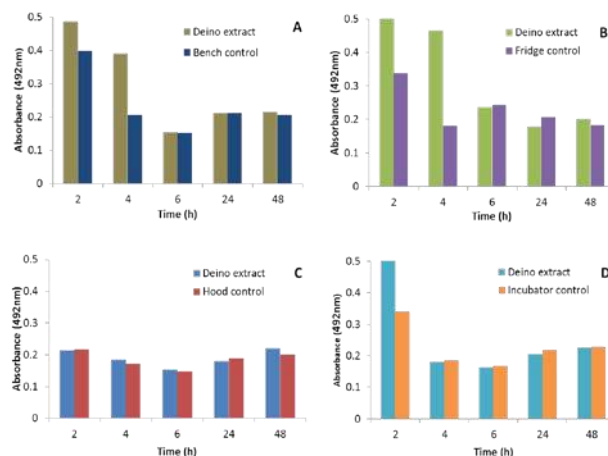 A
Deino extract
Bench control
Absorbance (492nm)
0.5
0.4
0.3
0.2
0.1
0
2 4 6 24 48
Time (h)
B
Deino extract
Fridge control
Absorbance (492nm)
0.5
0.4
0.3
0.2
0.1
0
2 4 6 24 48
Time (h)
C
Deino extract
Hood control
Absorbance (492nm)
0.5
0.4
0.3
0.2
0.1
0
2 4 6 24 48
Time (h)
D
Deino extract
Incubator control
Absorbance (492nm)
0.5
0.4
0.3
0.2
0.1
0
2 4 6 24 48
Time (h)